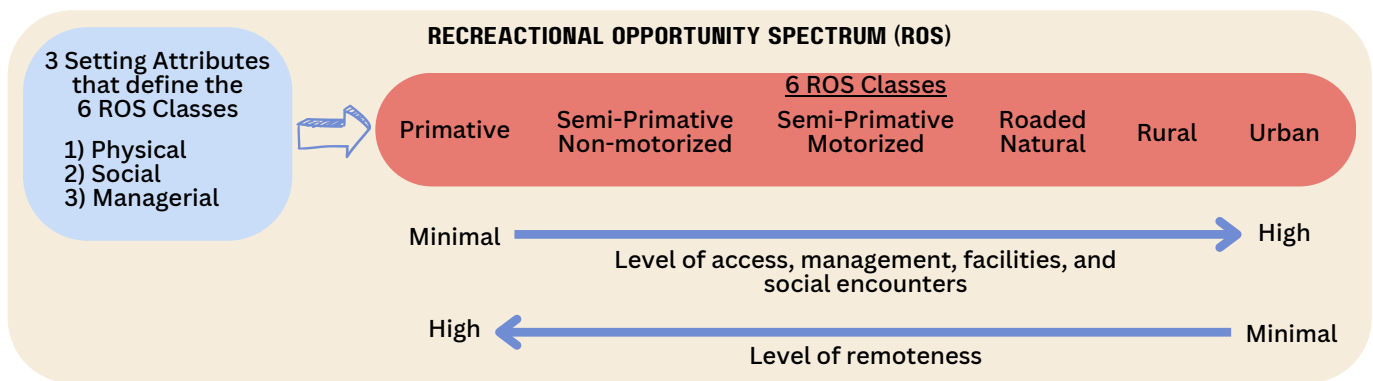 RECREACTIONAL OPPORTUNITY SPECTRUM (ROS)
3 Setting Attributes
that define the
6 ROS Classes
1) Physical
2) Social
3) Managerial
6 ROS Classes
Primative
Semi-Primative
Non-motorized
Semi-Primative
Motorized
Roaded
Natural
Rural
Urban
Minimal
High
Level of access, management, facilities, and
social encounters
High
Minimal
Level of remoteness